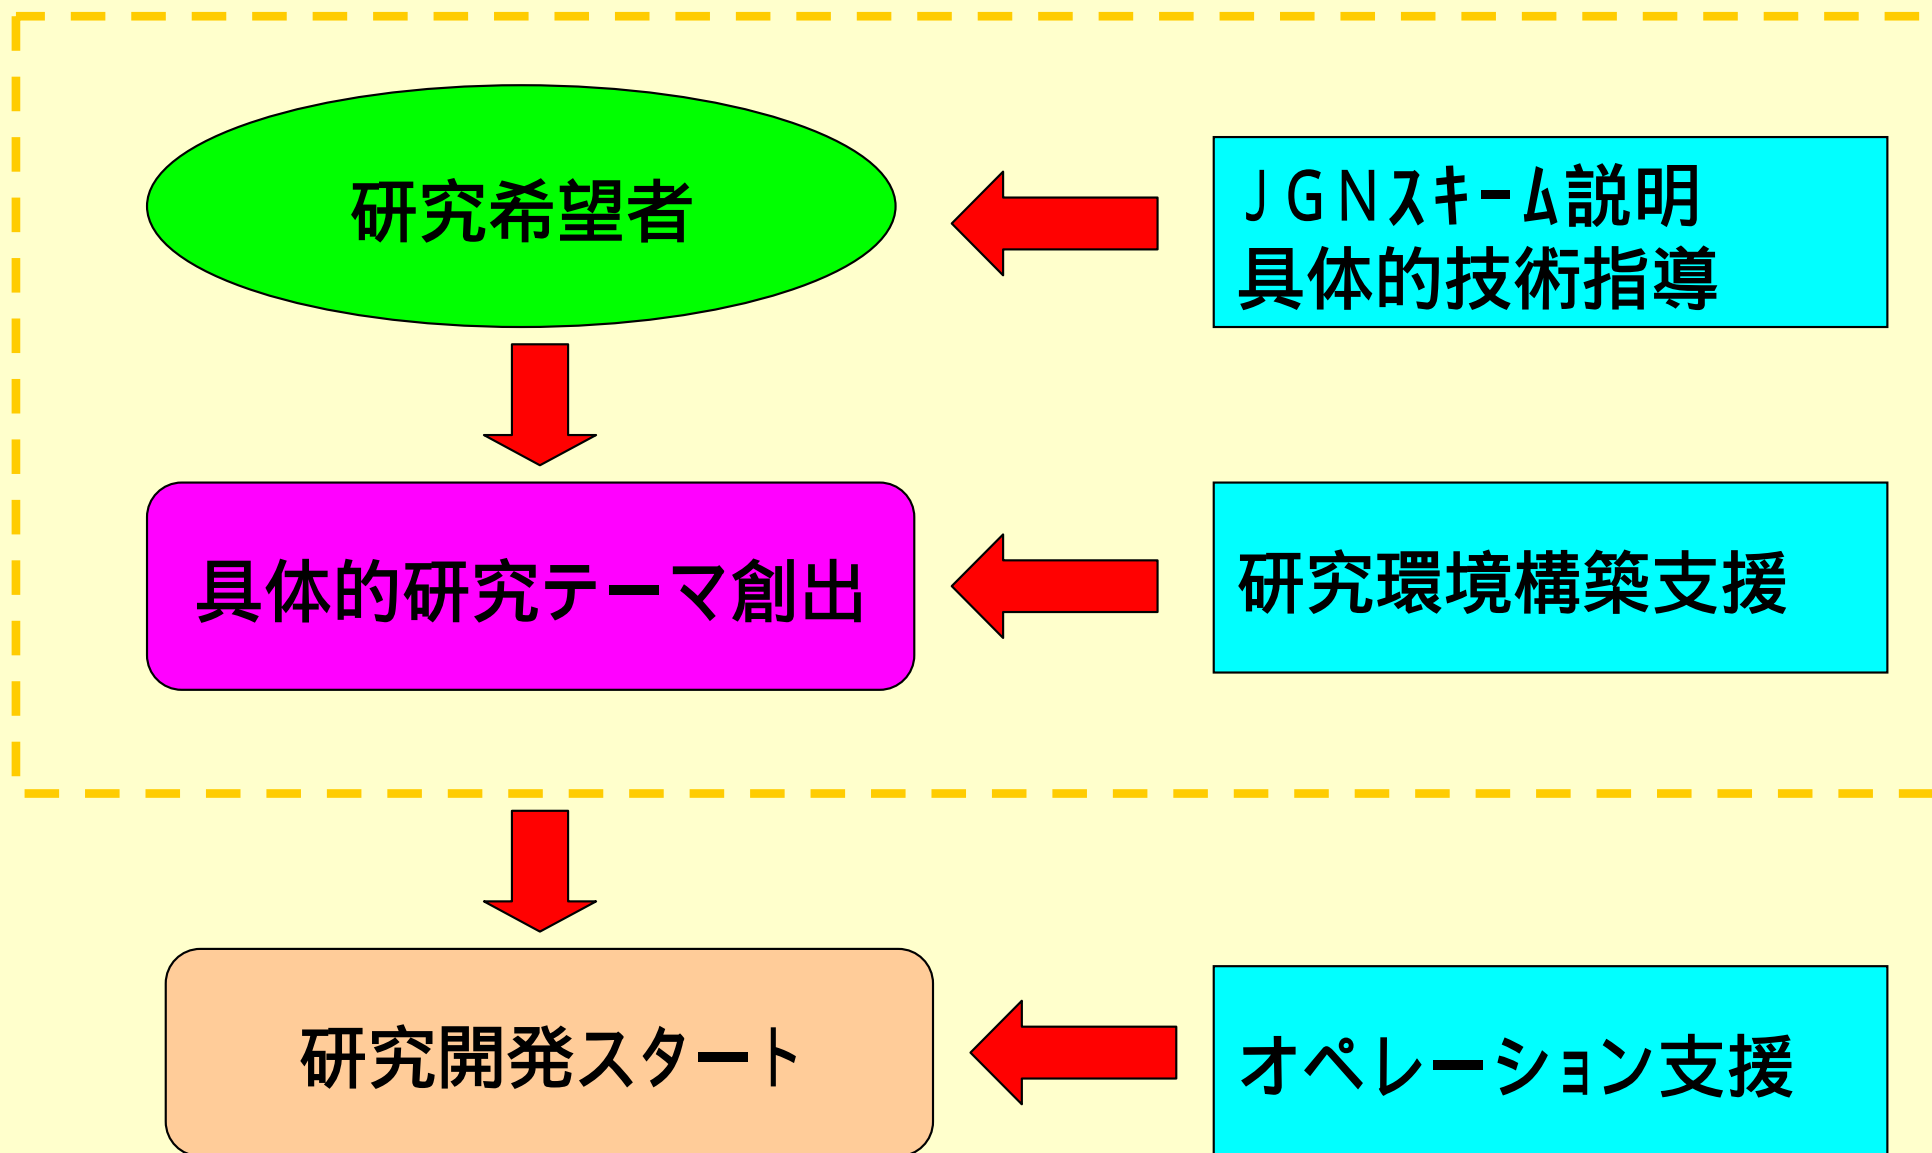 研究希望者
ＪＧＮスキーム説明
具体的技術指導
具体的研究テーマ創出
研究環境構築支援
研究開発スタート
オペレーション支援